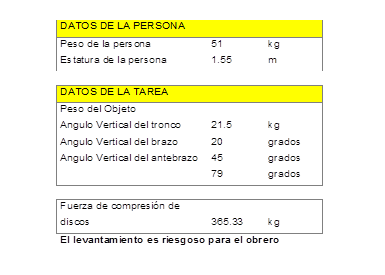 DATOS DE LA PERSONA
Peso de la persona 51 kg
Estatura de la persona 1.55 m
DATOS DE LA TAREA
Peso del Objeto
Angulo Vertical del tronco 21.5 kg
Angulo Vertical del brazo 20 grados
Angulo Vertical del antebrazo 45 grados
79 grados
Fuerza de compresión de
discos 365.33 kg
El levantamiento es riesgoso para el obrero